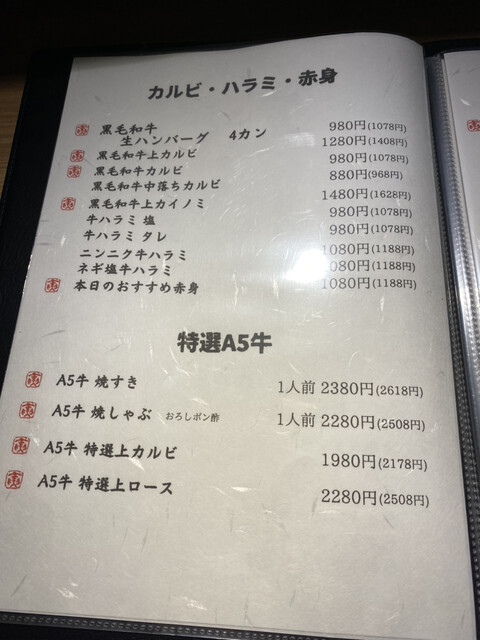 カルビ・ハラミ・赤身
黒毛和牛
生ハンバーグ 4カン 980円(1078円)
黒毛和牛上カルビ 1280円(1408円)
黒毛和牛カルビ 980円(1078円)
黒毛和牛中落ちカルビ 880円(968円)
黒毛和牛上カイノミ 1480円(1628円)
牛ハラミ 塩 980円(1078円)
牛ハラミ タレ 980円(1078円)
ニンニク牛ハラミ 1080円(1188円)
ネギ塩牛ハラミ 1080円(1188円)
本日のおすすめ赤身 1080円(1188円)
特選A5牛
A5牛 焼すき 1人前 2380円(2618円)
A5牛 焼しゃぶ おろしポン酢 1人前 2280円(2508円)
A5牛 特選上カルビ 1980円(2178円)
A5牛 特選上ロース 2280円(2508円)